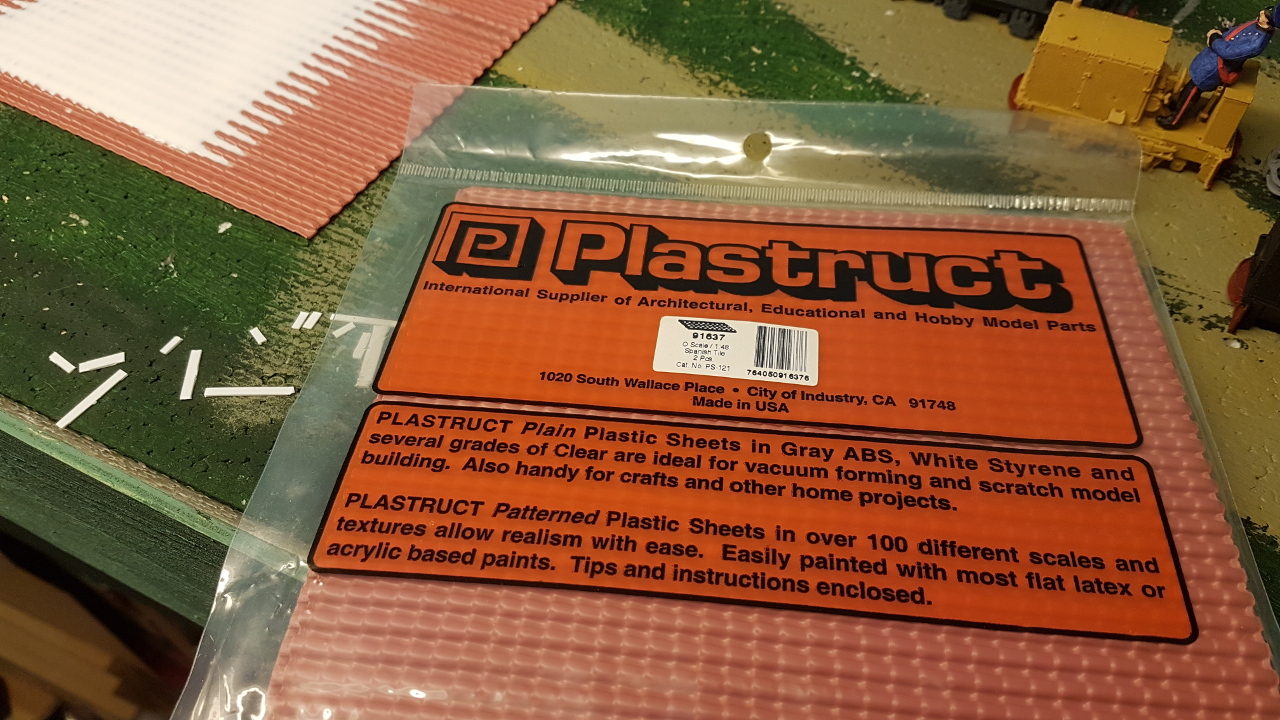 Plastruct
International Supplier of Architectural, Educational and Hobby Model Parts
91637
O Scale / 1:48
Spanish Tile
2 Pcs
Cat. No. PS-121
764050916376
1020 South Wallace Place • City of Industry, CA 91748
Made in USA
PLASTRUCT Plain Plastic Sheets in Gray ABS, White Styrene and
several grades of Clear are ideal for vacuum forming and scratch model
building. Also handy for crafts and other home projects.
PLASTRUCT Patterned Plastic Sheets in over 100 different scales and
textures allow realism with ease. Easily painted with most flat latex or
acrylic based paints. Tips and instructions enclosed.